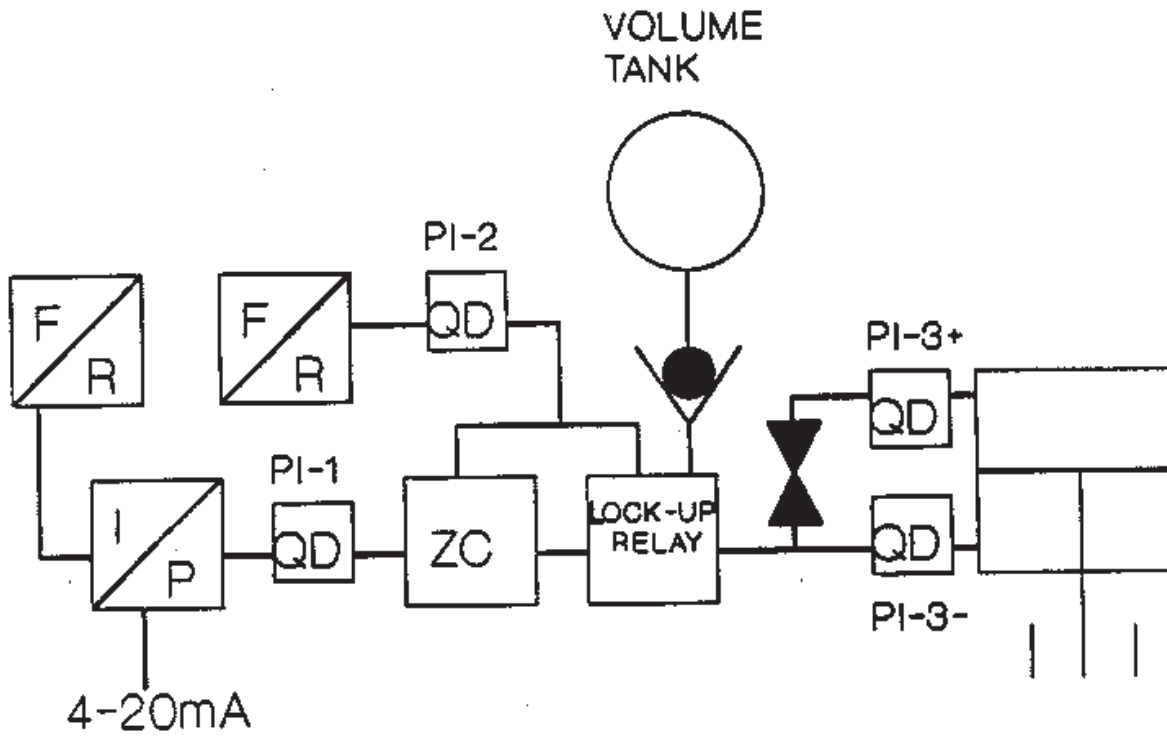 VOLUME
TANK
PI-2
F
R
F
R
QD
PI-3+
QD
PI-1
I
P
QD
ZC
LOCK-UP
RELAY
QD
PI-3-
4-20mA